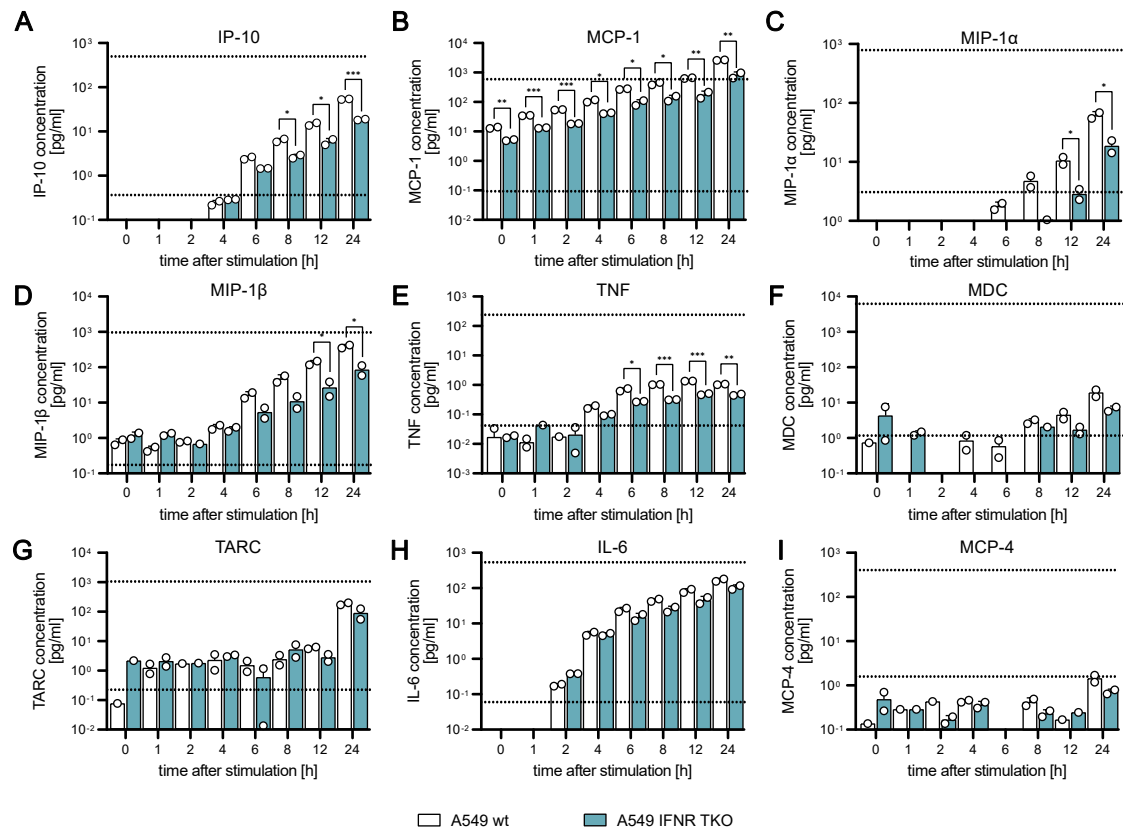 A
IP-10
IP-10 concentration
[pg/ml]
10³
10²
10¹
10⁰
10⁻¹
* * ***
0 1 2 4 6 8 12 24
time after stimulation [h]
B
MCP-1
MCP-1 concentration
[pg/ml]
10⁴
10³
10²
10¹
10⁰
10⁻¹
10⁻²
** *** *** * * * ** **
0 1 2 4 6 8 12 24
time after stimulation [h]
C
MIP-1α
MIP-1α concentration
[pg/ml]
10³
10²
10¹
10⁰
* *
0 1 2 4 6 8 12 24
time after stimulation [h]
D
MIP-1β
MIP-1β concentration
[pg/ml]
10⁴
10³
10²
10¹
10⁰
10⁻¹
* *
0 1 2 4 6 8 12 24
time after stimulation [h]
E
TNF
TNF concentration
[pg/ml]
10³
10²
10¹
10⁰
10⁻¹
10⁻²
10⁻³
* *** *** **
0 1 2 4 6 8 12 24
time after stimulation [h]
F
MDC
MDC concentration
[pg/ml]
10⁴
10³
10²
10¹
10⁰
10⁻¹
0 1 2 4 6 8 12 24
time after stimulation [h]
G
TARC
TARC concentration
[pg/ml]
10⁴
10³
10²
10¹
10⁰
10⁻¹
10⁻²
0 1 2 4 6 8 12 24
time after stimulation [h]
H
IL-6
IL-6 concentration
[pg/ml]
10³
10²
10¹
10⁰
10⁻¹
10⁻²
0 1 2 4 6 8 12 24
time after stimulation [h]
I
MCP-4
MCP-4 concentration
[pg/ml]
10³
10²
10¹
10⁰
10⁻¹
0 1 2 4 6 8 12 24
time after stimulation [h]
A549 wt
A549 IFNR TKO